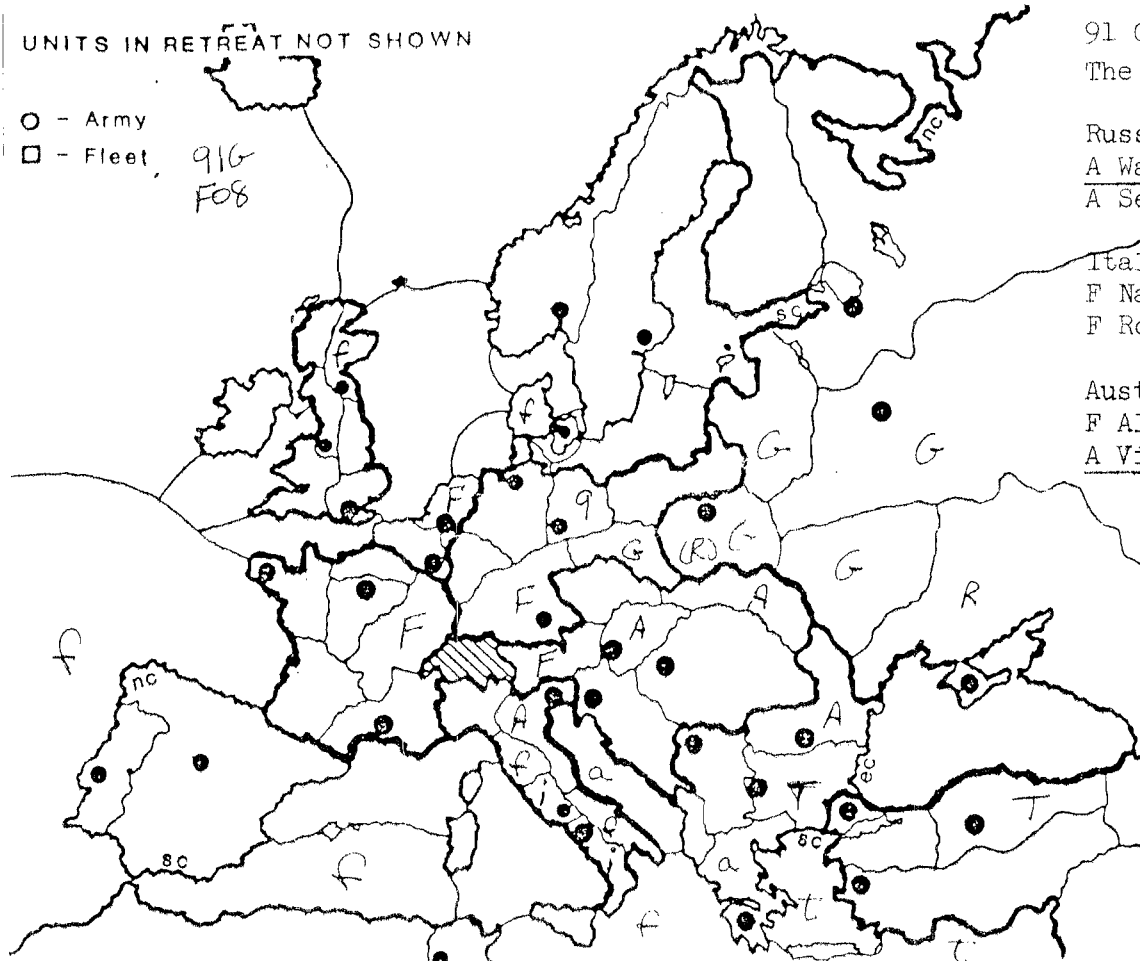 UNITS IN RETREAT NOT SHOWN
O - Army
□ - Fleet
91G
F08
91
The
Russ
A Wa
A Se
Ital
F Na
F Ro
Aust
F Al
A Vi
nc
sc
f
f
G
G
F
g
G
(R)
G
G
R
F
F
A
A
F
A
A
f
nc
f
a
i
ec
T
T
sc
sc
f
i
a
t
f
t